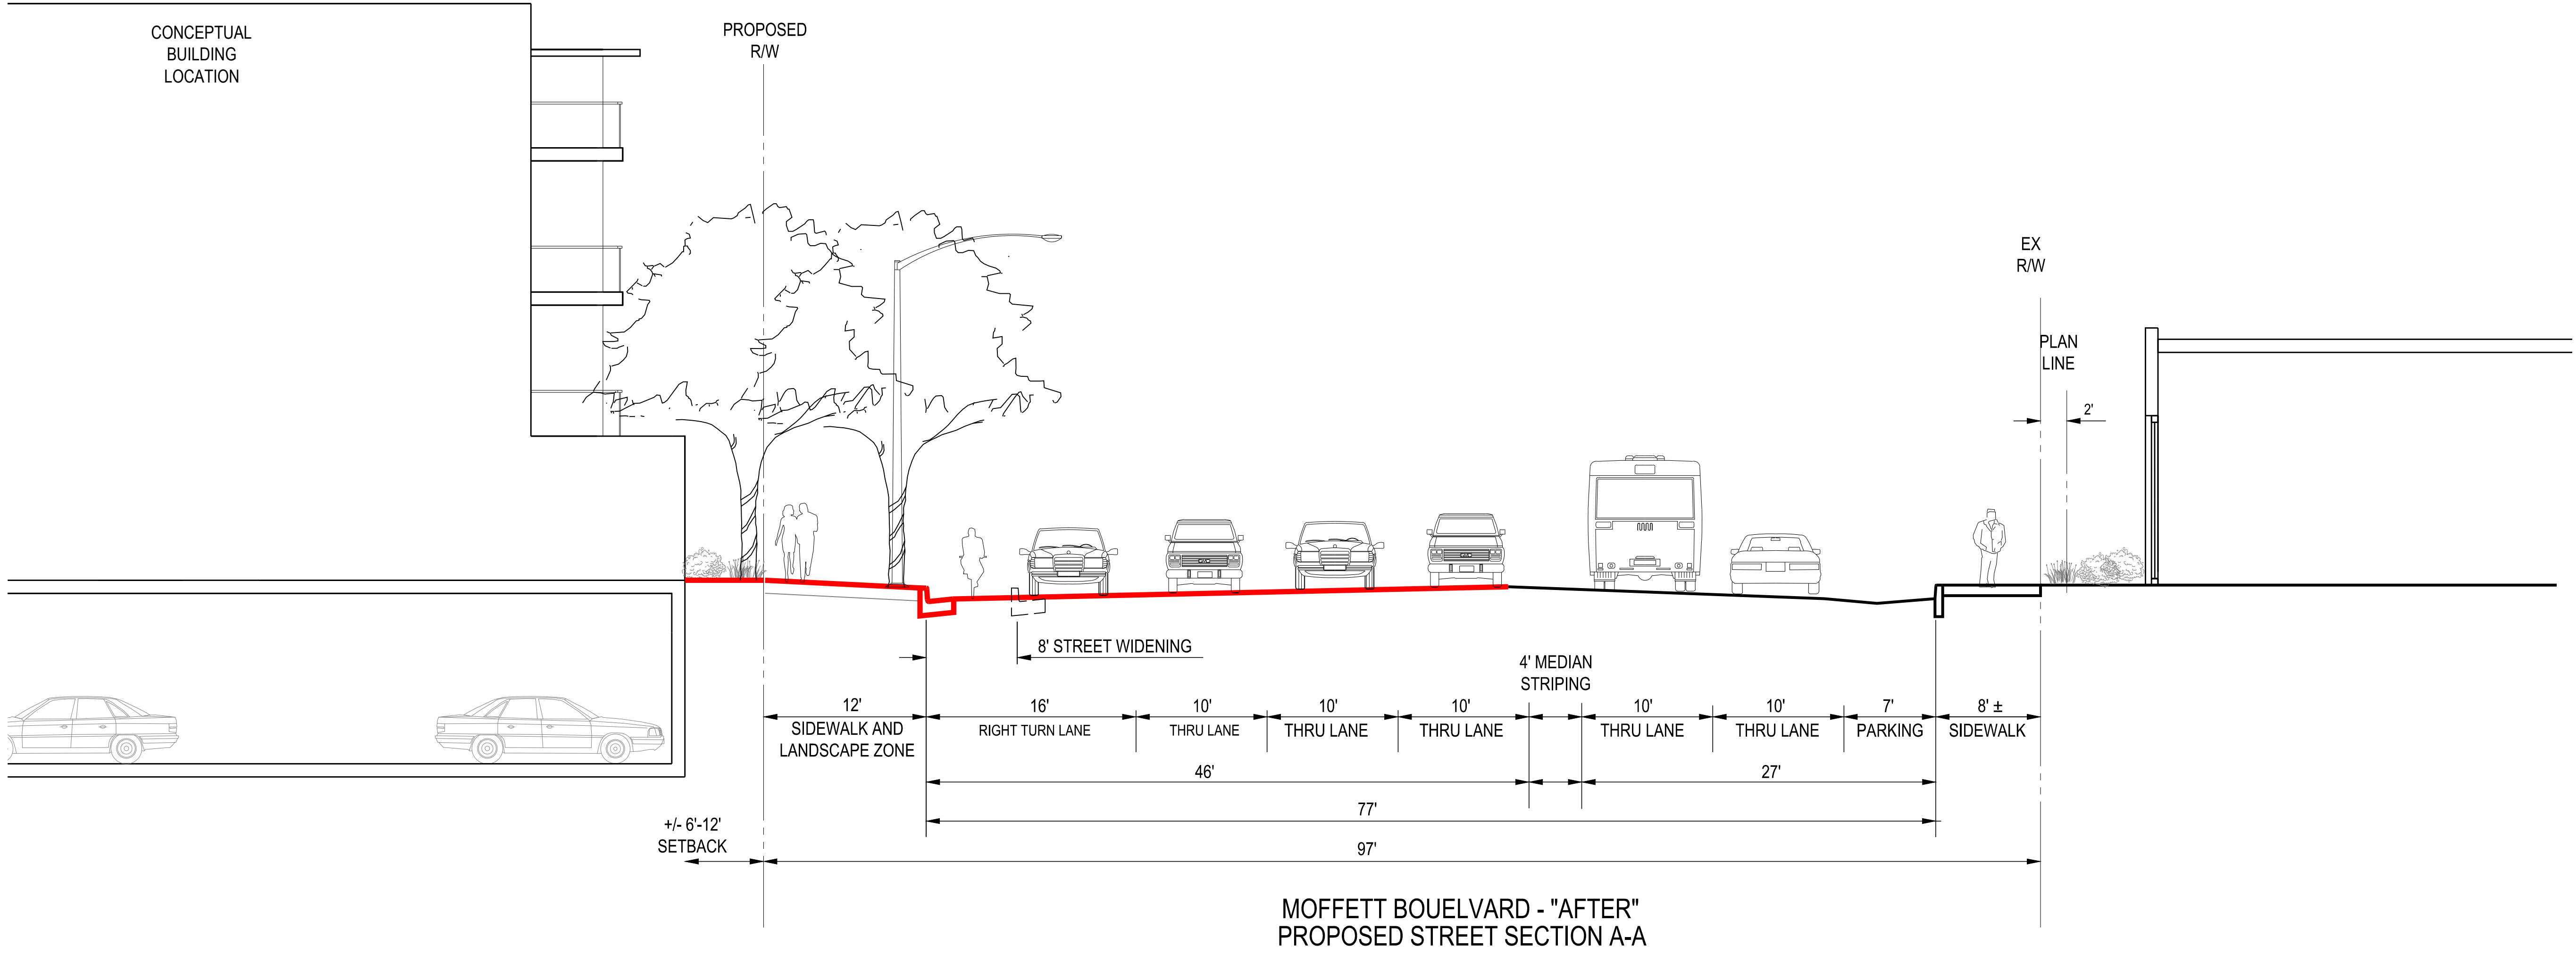 CONCEPTUAL
BUILDING
LOCATION
PROPOSED
R/W
EX
R/W
PLAN
LINE
2'
8' STREET WIDENING
4' MEDIAN
STRIPING
12'
SIDEWALK AND
LANDSCAPE ZONE
16'
RIGHT TURN LANE
10'
THRU LANE
10'
THRU LANE
10'
THRU LANE
10'
THRU LANE
10'
THRU LANE
7'
PARKING
8' ±
SIDEWALK
46'
27'
77'
+/- 6'-12'
SETBACK
97'
MOFFETT BOUELVARD - "AFTER"
PROPOSED STREET SECTION A-A